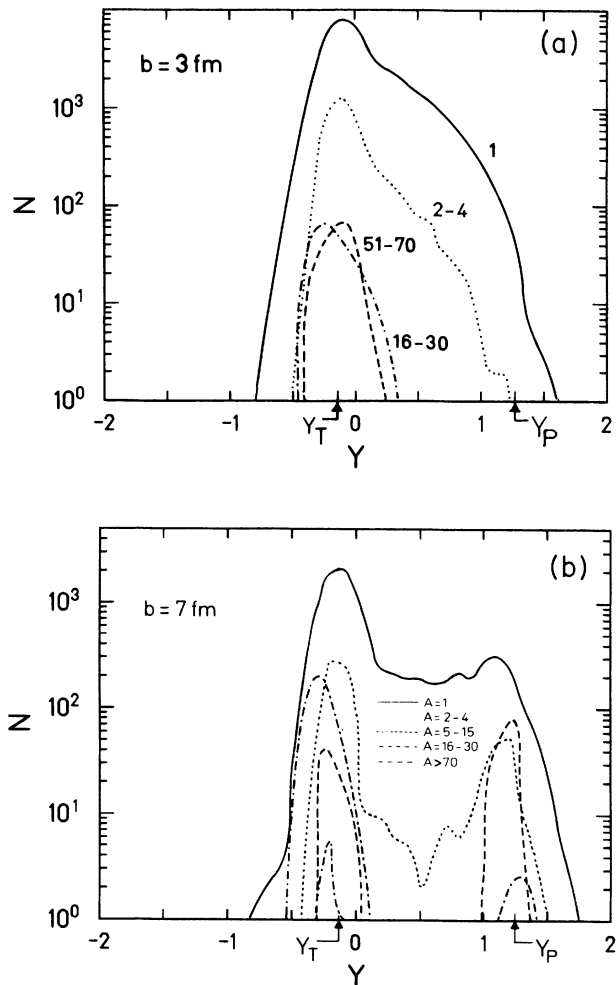 (a)
b = 3 fm
10³
10²
10¹
10⁰
N
1
2-4
51-70
16-30
-2
-1
0
1
2
Y_T
Y
Y_P
(b)
b = 7 fm
10³
10²
10¹
10⁰
N
A=1
A=2-4
A=5-15
A=16-30
A>70
-2
-1
0
1
2
Y_T
Y
Y_P